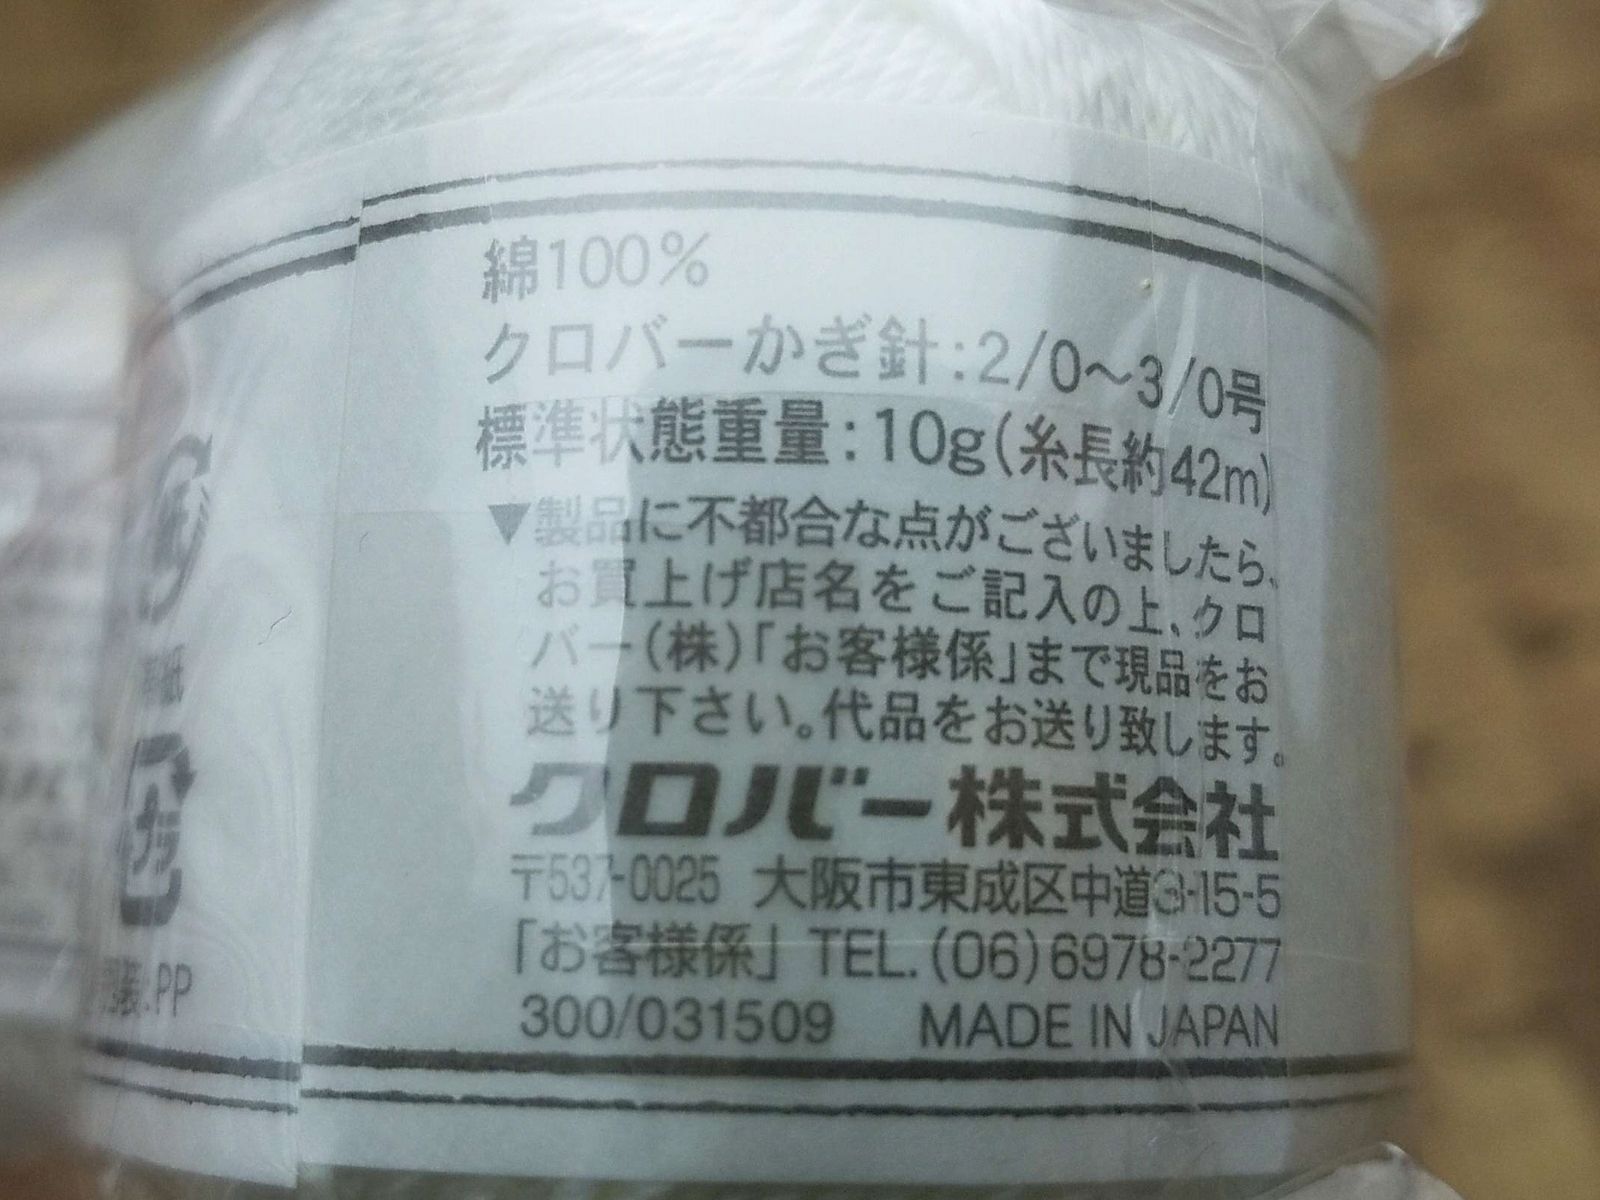 綿100%
クロバーかぎ針:2/0〜3/0号
標準状態重量:10g(糸長約42m)
▼製品に不都合な点がございましたら、
お買上げ店名をご記入の上、クロ
バー(株)「お客様係」まで現品をお
送り下さい。代品をお送り致します。
クロバー株式会社
〒537-0025 大阪市東成区中道3-15-5
「お客様係」 TEL.(06)6978-2277
300/031509 MADE IN JAPAN
紙
プラ
包装:PP